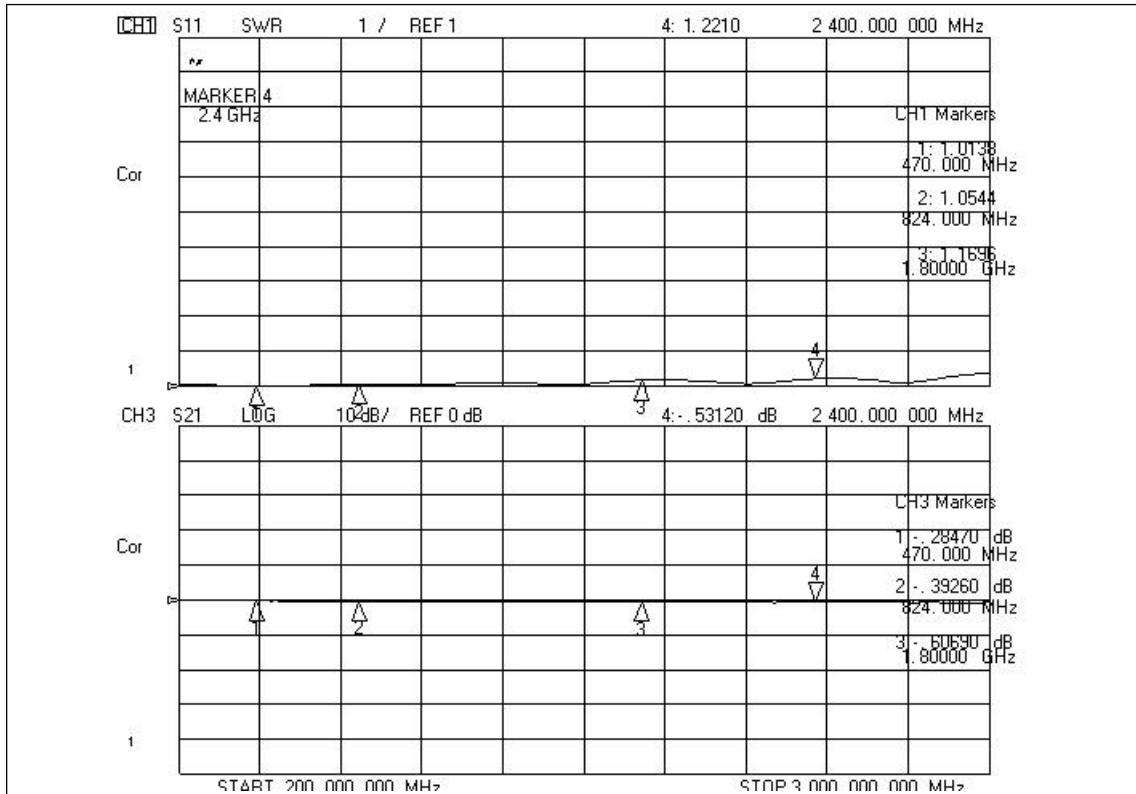 CH1 S11 SWR 1 / REF 1 4: 1.2210 2 400.000 000 MHz
MARKER 4
2.4 GHz
CH1 Markers
1: 1.0138
470.000 MHz
Cor
2: 1.0544
824.000 MHz
3: 1.1696
1.80000 GHz
4
1
1
2
3
CH3 S21 LOG 10 dB/ REF 0 dB 4:-.53120 dB 2 400.000 000 MHz
CH3 Markers
1 -.28470 dB
Cor
470.000 MHz
4
2 -.39260 dB
824.000 MHz
1
2
3
3 -.60690 dB
1.80000 GHz
1
START 200.000 000 MHz STOP 3 000.000 000 MHz